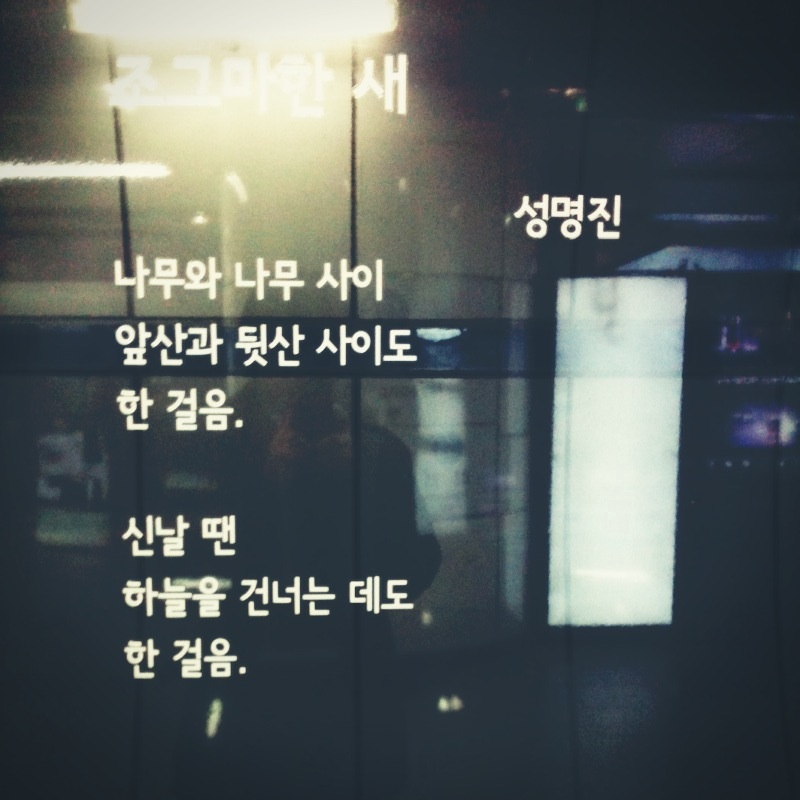 조그마한 새
성명진
나무와 나무 사이
앞산과 뒷산 사이도
한 걸음.
신날 땐
하늘을 건너는 데도
한 걸음.